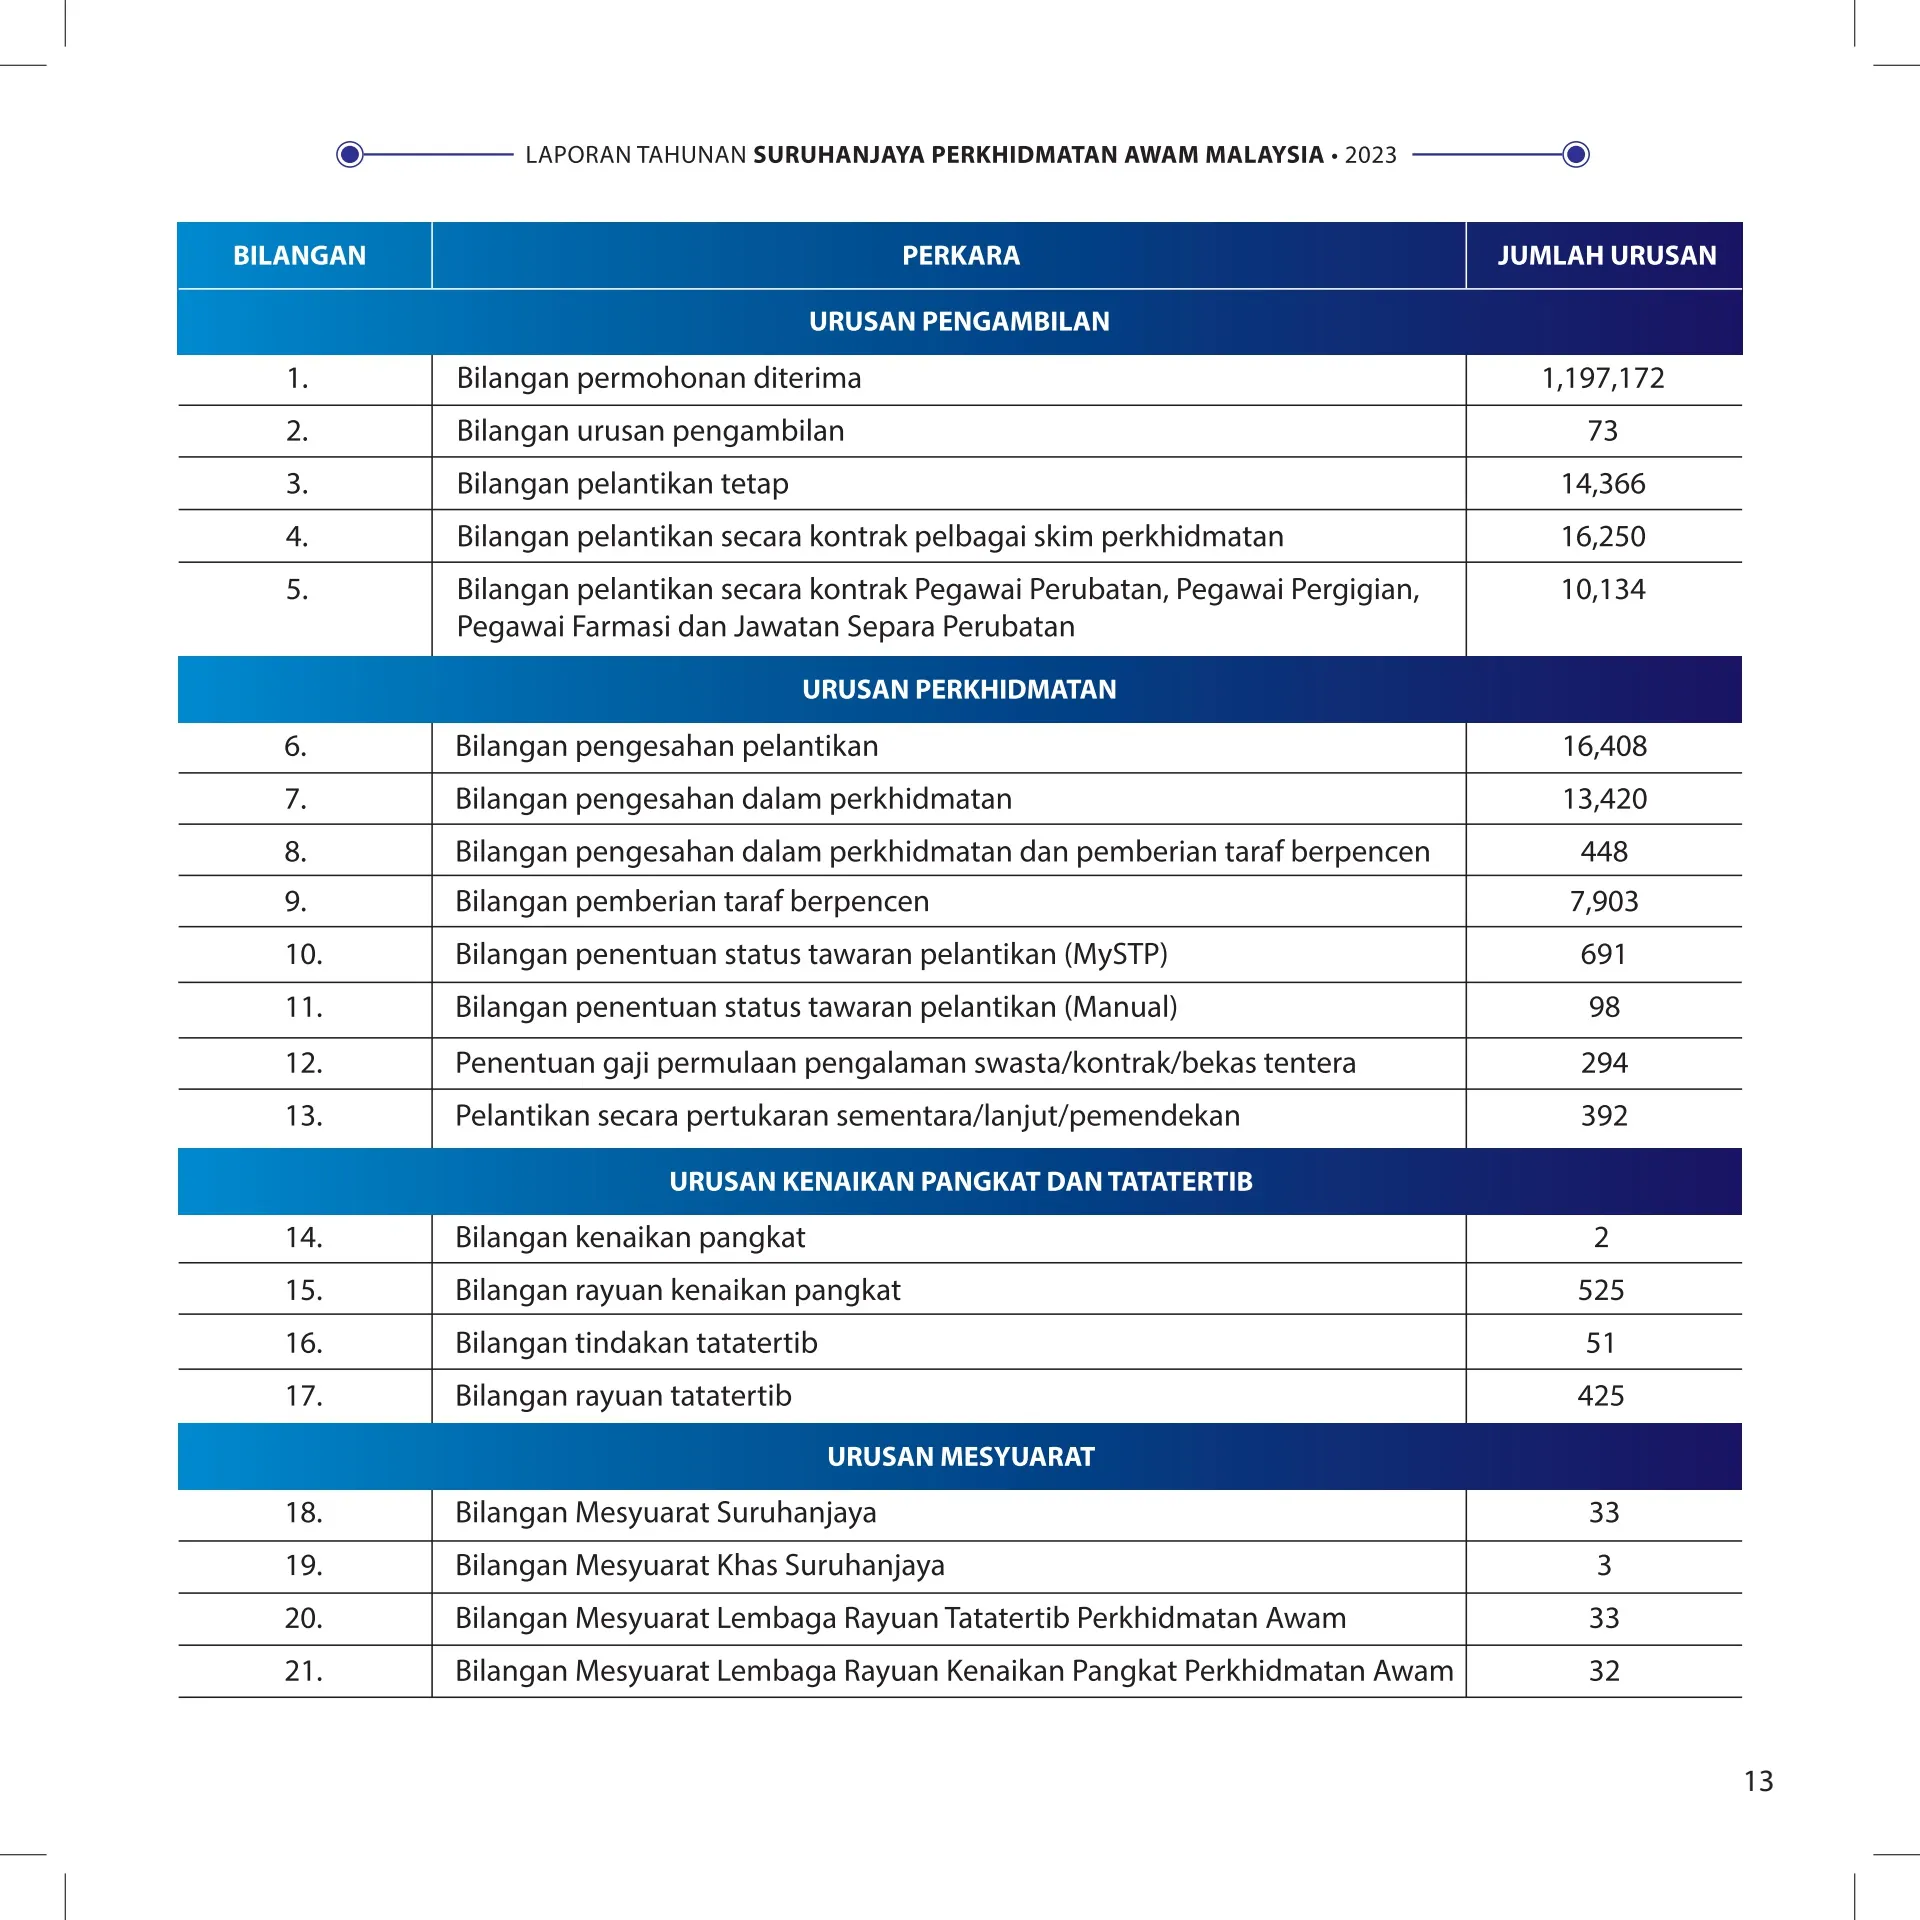 LAPORAN TAHUNAN SURUHANJAYA PERKHIDMATAN AWAM MALAYSIA • 2023
BILANGAN PERKARA JUMLAH URUSAN
URUSAN PENGAMBILAN
1. Bilangan permohonan diterima 1,197,172
2. Bilangan urusan pengambilan 73
3. Bilangan pelantikan tetap 14,366
4. Bilangan pelantikan secara kontrak pelbagai skim perkhidmatan 16,250
5. Bilangan pelantikan secara kontrak Pegawai Perubatan, Pegawai Pergigian, 10,134
Pegawai Farmasi dan Jawatan Separa Perubatan
URUSAN PERKHIDMATAN
6. Bilangan pengesahan pelantikan 16,408
7. Bilangan pengesahan dalam perkhidmatan 13,420
8. Bilangan pengesahan dalam perkhidmatan dan pemberian taraf berpencen 448
9. Bilangan pemberian taraf berpencen 7,903
10. Bilangan penentuan status tawaran pelantikan (MySTP) 691
11. Bilangan penentuan status tawaran pelantikan (Manual) 98
12. Penentuan gaji permulaan pengalaman swasta/kontrak/bekas tentera 294
13. Pelantikan secara pertukaran sementara/lanjut/pemendekan 392
URUSAN KENAIKAN PANGKAT DAN TATATERTIB
14. Bilangan kenaikan pangkat 2
15. Bilangan rayuan kenaikan pangkat 525
16. Bilangan tindakan tatatertib 51
17. Bilangan rayuan tatatertib 425
URUSAN MESYUARAT
18. Bilangan Mesyuarat Suruhanjaya 33
19. Bilangan Mesyuarat Khas Suruhanjaya 3
20. Bilangan Mesyuarat Lembaga Rayuan Tatatertib Perkhidmatan Awam 33
21. Bilangan Mesyuarat Lembaga Rayuan Kenaikan Pangkat Perkhidmatan Awam 32
13